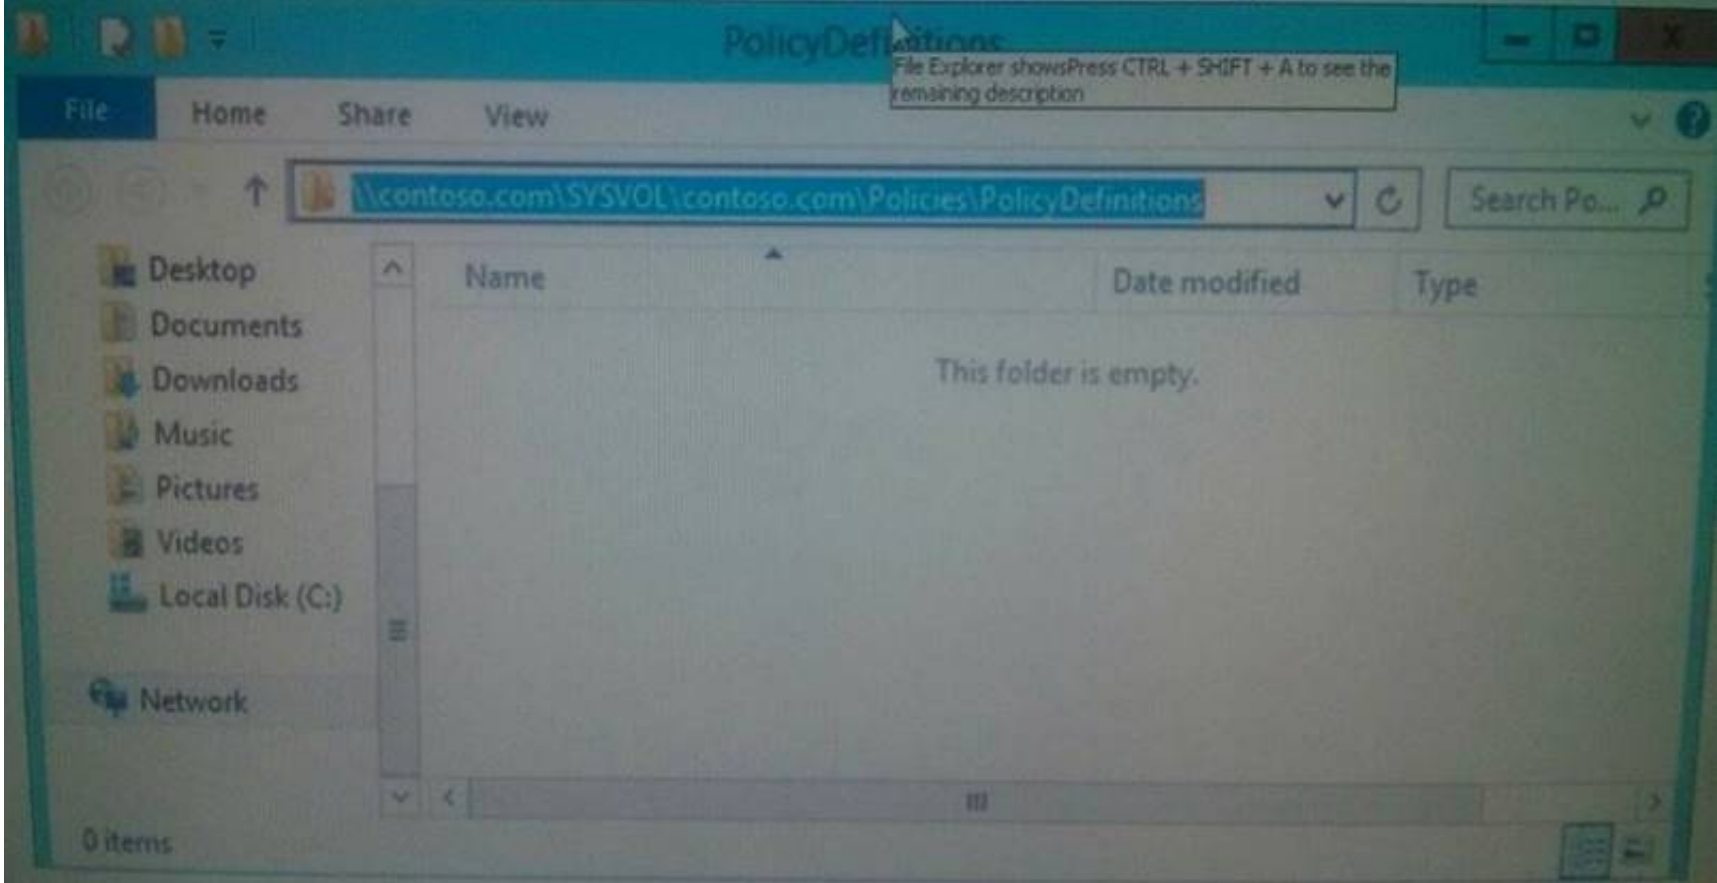 PolicyDefinitions
File Explorer showsPress CTRL + SHIFT + A to see the
remaining description
File Home Share View
\\contoso.com\SYSVOL\contoso.com\Policies\PolicyDefinitions
Search Po...
Desktop
Documents
Downloads
Music
Pictures
Videos
Local Disk (C:)
Network
Name Date modified Type
This folder is empty.
0 items